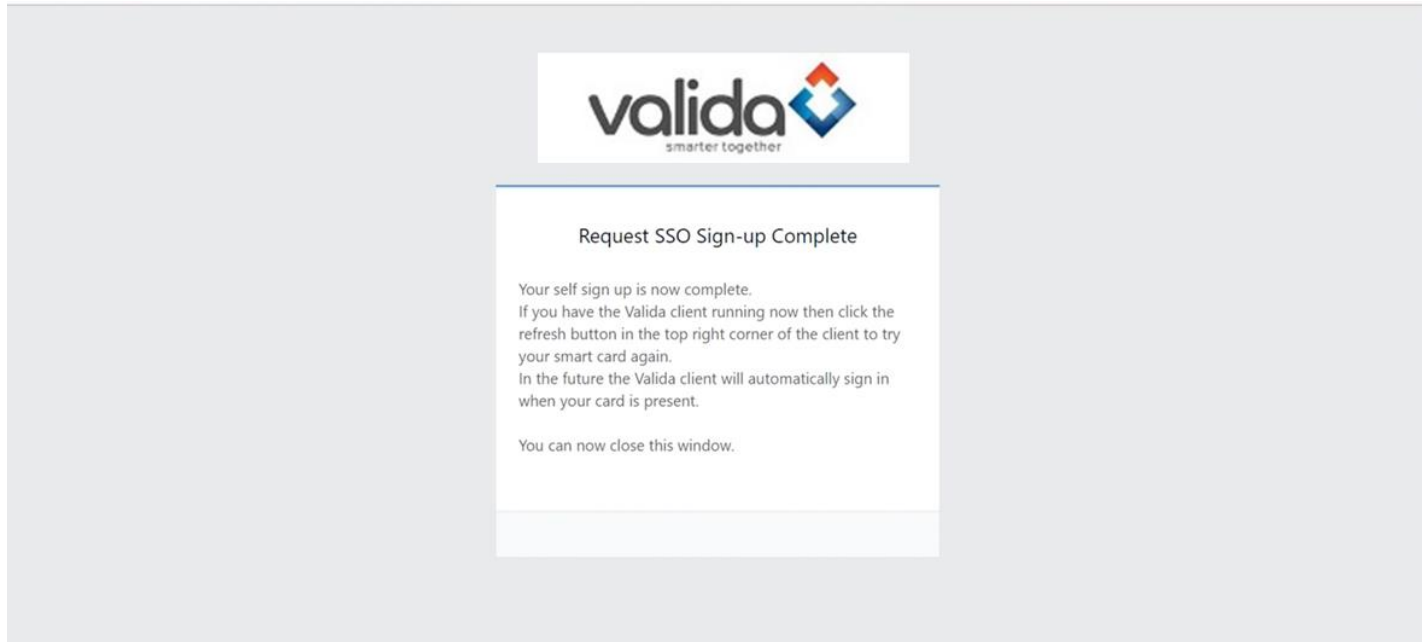 valida
smarter together
Request SSO Sign-up Complete
Your self sign up is now complete.
If you have the Valida client running now then click the
refresh button in the top right corner of the client to try
your smart card again.
In the future the Valida client will automatically sign in
when your card is present.
You can now close this window.